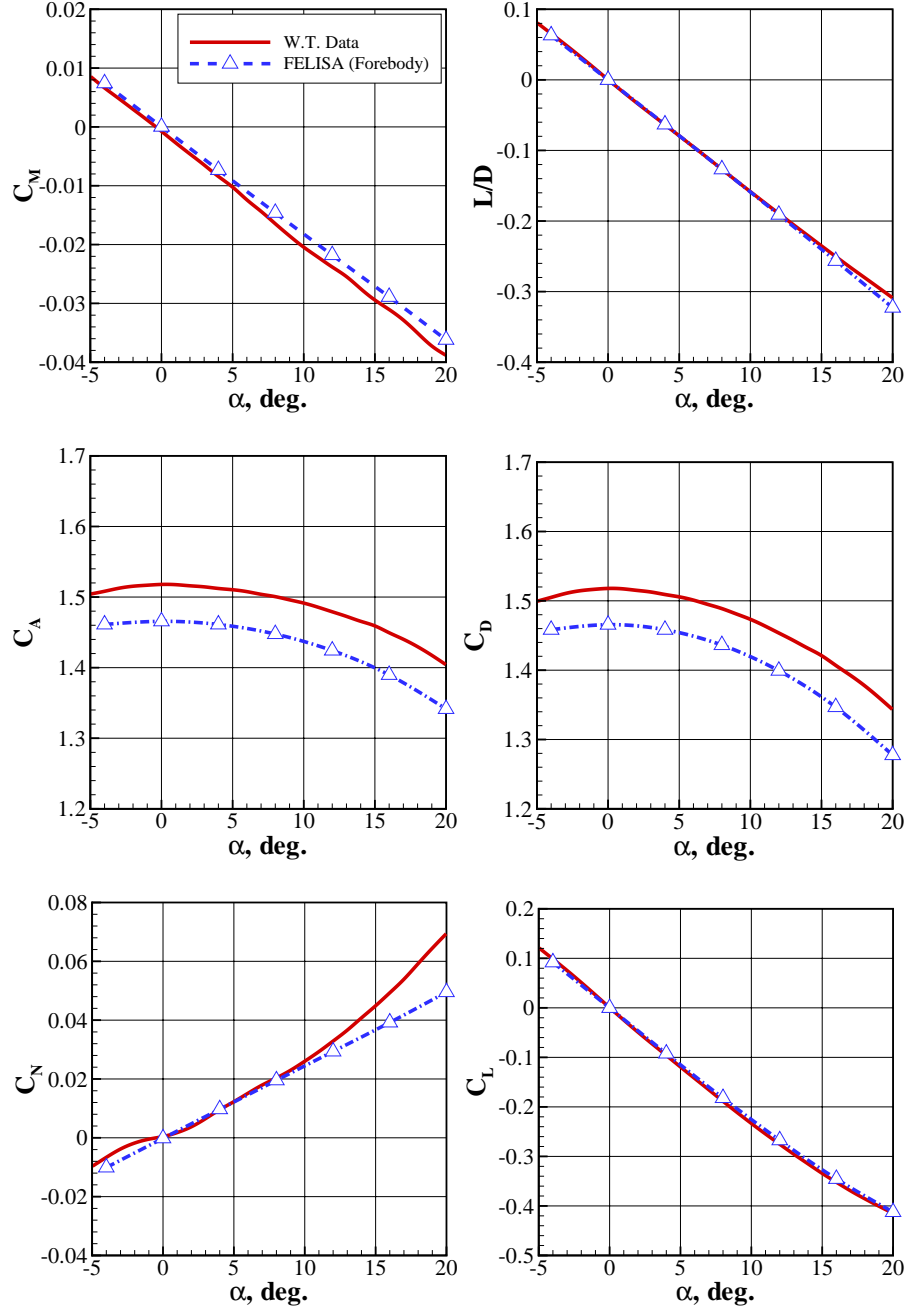 0.02
0.01
0
-0.01
-0.02
-0.03
-0.04
C_M
W.T. Data
FELISA (Forebody)
-5 0 5 10 15 20
α, deg.
0.1
0
-0.1
-0.2
-0.3
-0.4
L/D
-5 0 5 10 15 20
α, deg.
1.7
1.6
1.5
1.4
1.3
1.2
C_A
-5 0 5 10 15 20
α, deg.
1.7
1.6
1.5
1.4
1.3
1.2
C_D
-5 0 5 10 15 20
α, deg.
0.08
0.06
0.04
0.02
0
-0.02
-0.04
C_N
-5 0 5 10 15 20
α, deg.
0.2
0.1
0
-0.1
-0.2
-0.3
-0.4
-0.5
C_L
-5 0 5 10 15 20
α, deg.